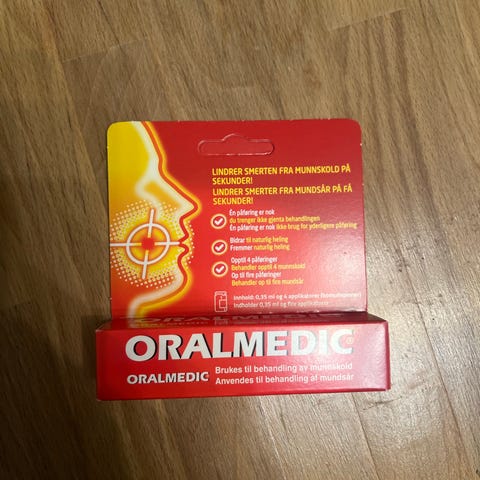 LINDRER SMERTEN FRA MUNNSKOLD PÅ
SEKUNDER!
LINDRER SMERTER FRA MUNDSÅR PÅ FÅ
SEKUNDER!
Én påføring er nok
du trenger ikke gjenta behandlingen
Én påføring er nok ikke brug for yderligere påføring
Bidrar til naturlig heling
Fremmer naturlig heling
Opptil 4 påføringer
Behandler opptil 4 munnskold
Op til fire påføringer
Behandler op til fire mundsår
Innhold: 0,35 ml og 4 applikatorer (bomullspinner)
Indholder 0,35 ml og fire applikatorer
ORALMEDIC
ORALMEDIC
Brukes til behandling av munnskold
Anvendes til behandling af mundsår